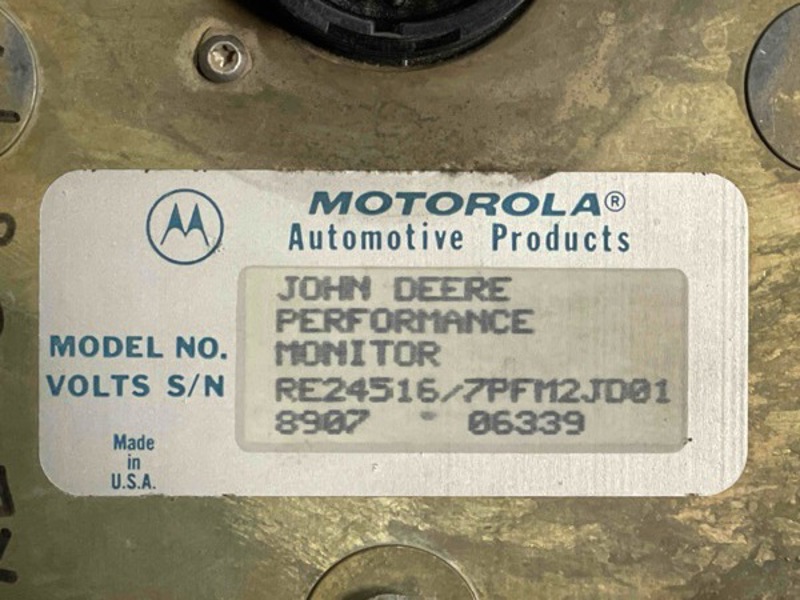 MOTOROLA®
Automotive Products
JOHN DEERE
PERFORMANCE
MODEL NO. MONITOR
VOLTS S/N RE24516/7PFM2JD01
8907 06339
Made
in
U.S.A.